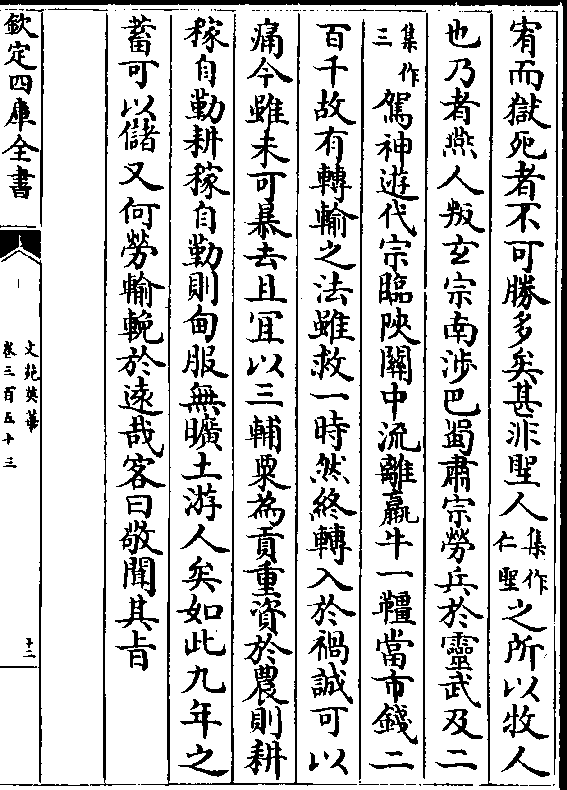 宥而獄死者不可勝多矣甚非聖人集作仁聖之所以牧人
也乃者燕人叛玄宗南涉巴蜀肅宗勞兵於靈武及二
集作三駕神遊代宗臨陜關中流離羸牛一韁當市錢二
百千故有轉輸之法雖救一時然終轉入於禍誠可以
痛今雖未可暴去且宜以三輔粟為貢重資於農則耕
稼自勤耕稼自勤則甸服無曠土游人矣如此九年之
蓄可以儲又何勞輸輓於遠哉客曰敬聞其旨
欽定四庫全書
文苑英華
卷三百五十三
十二